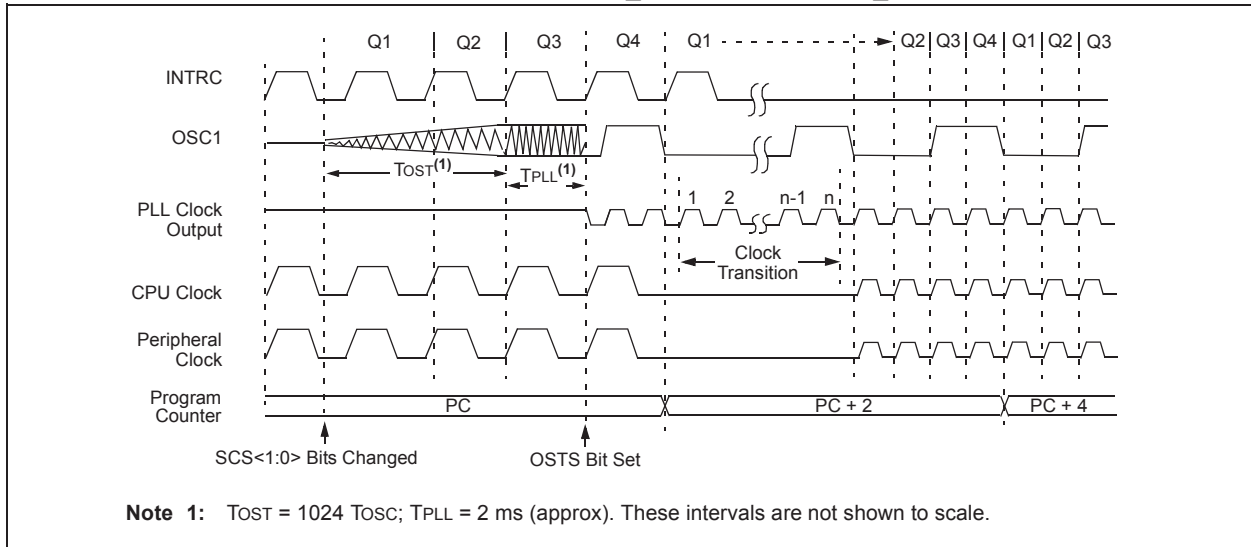 Q1 Q2 Q3 Q4 Q1 Q2 Q3 Q4 Q1 Q2 Q3
INTRC
OSC1
TOST(1)
TPLL(1)
PLL Clock
Output
1 2 n-1 n
Clock
Transition
CPU Clock
Peripheral
Clock
Program
Counter
PC PC + 2 PC + 4
SCS<1:0> Bits Changed
OSTS Bit Set
Note 1: TOST = 1024 TOSC; TPLL = 2 ms (approx). These intervals are not shown to scale.